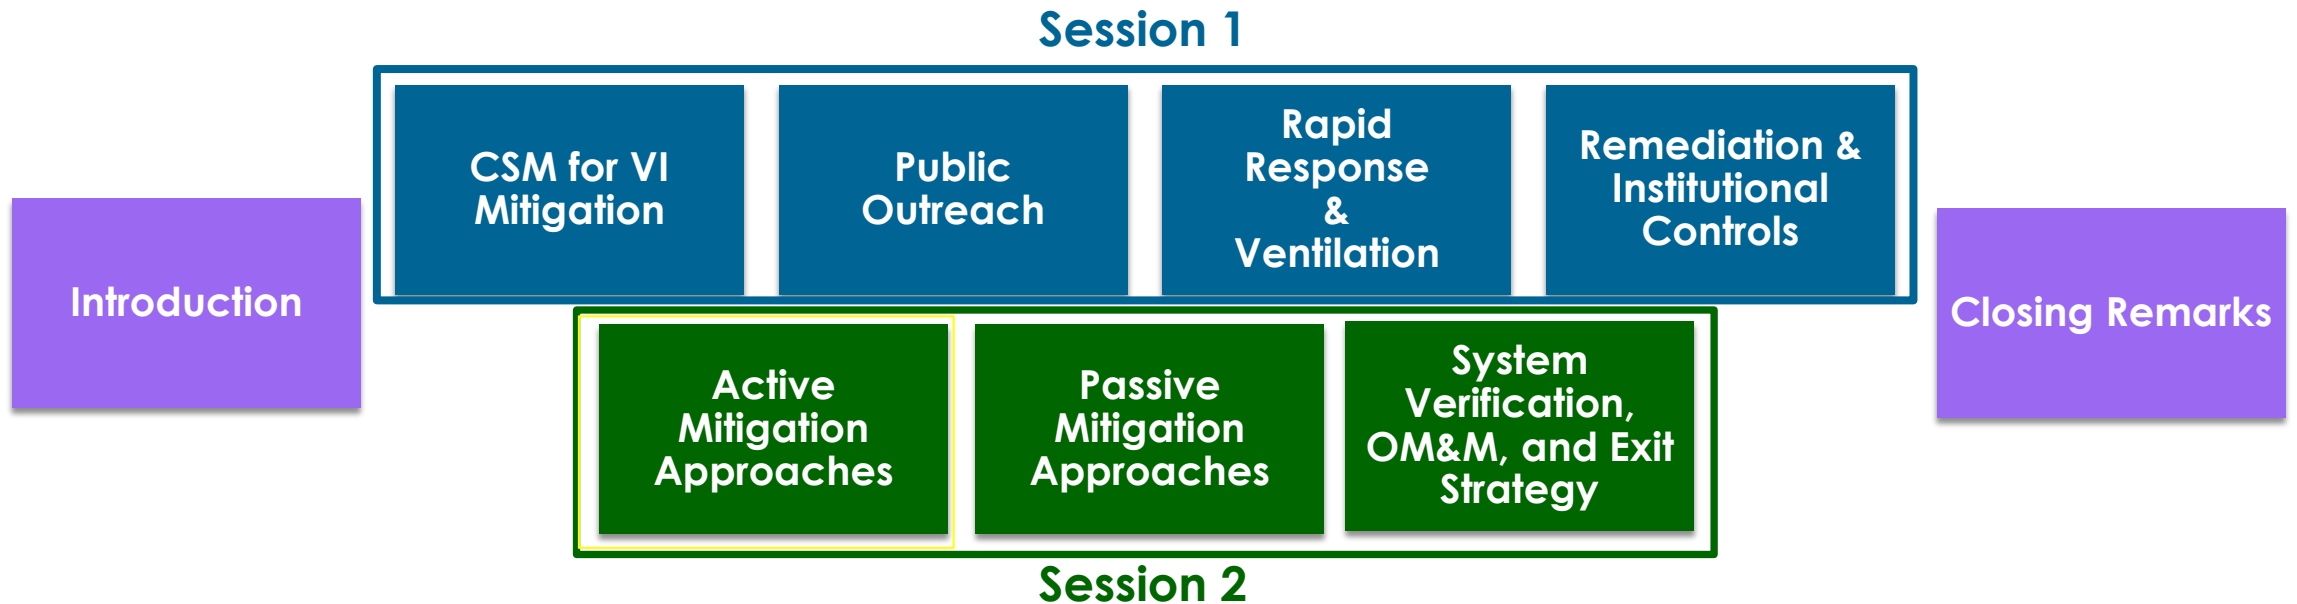 Session 1
Introduction
CSM for VI
Mitigation
Public
Outreach
Rapid
Response
&
Ventilation
Remediation &
Institutional
Controls
Active
Mitigation
Approaches
Passive
Mitigation
Approaches
System
Verification,
OM&M, and Exit
Strategy
Session 2
Closing Remarks